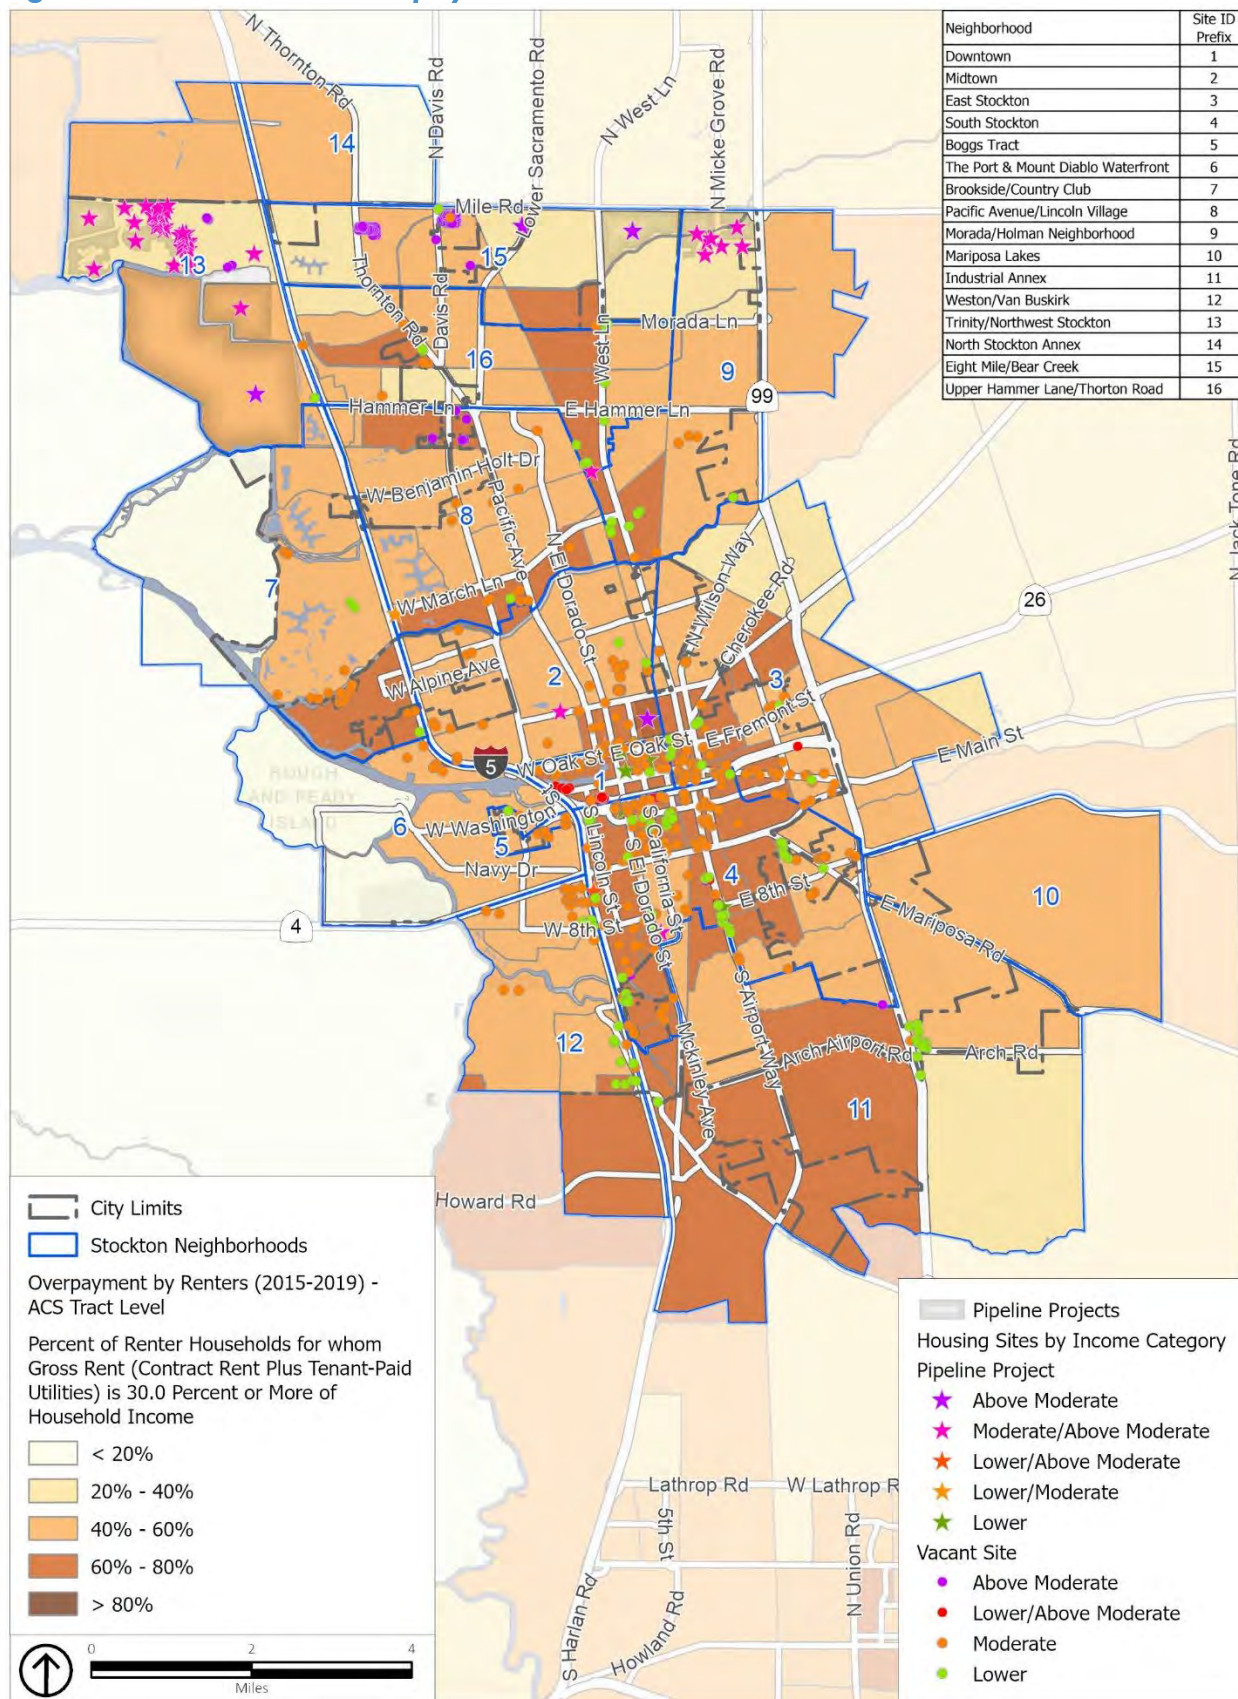 Neighborhood Site ID Prefix
Downtown 1
Midtown 2
East Stockton 3
South Stockton 4
Boggs Tract 5
The Port & Mount Diablo Waterfront 6
Brookside/Country Club 7
Pacific Avenue/Lincoln Village 8
Morada/Holman Neighborhood 9
Mariposa Lakes 10
Industrial Annex 11
Weston/Van Buskirk 12
Trinity/Northwest Stockton 13
North Stockton Annex 14
Eight Mile/Bear Creek 15
Upper Hammer Lane/Thorton Road 16
N Thornton Rd
N Davis Rd
Lower Sacramento Rd
N West Ln
N Micke Grove Rd
14
Mile Rd
13
15
Thornton Rd
Davis Rd
16
West Ln
Morada Ln
9
99
Hammer Ln
E Hammer Ln
W Benjamin Holt Dr
8
Pacific Ave
N El Dorado St
N Wilson Way
Cherokee Rd
N Jack Tone Rd
26
7
W March Ln
W Alpine Ave
2
3
E Fremont St
E Main St
W Oak St
E Oak St
5
1
ROUGH
AND READY
ISLAND
6
W Washington
St
5
Navy Dr
S Lincoln St
S El Dorado St
S California St
4
E 8th St
W 8th St
4
10
E Mariposa Rd
S Airport Way
12
Mckinley Ave
Arch Airport Rd
Arch Rd
11
Howard Rd
Lathrop Rd
W Lathrop R
5th St
N Union Rd
S Harlan Rd
Howland Rd
City Limits
Stockton Neighborhoods
Overpayment by Renters (2015-2019) -
ACS Tract Level
Percent of Renter Households for whom
Gross Rent (Contract Rent Plus Tenant-Paid
Utilities) is 30.0 Percent or More of
Household Income
< 20%
20% - 40%
40% - 60%
60% - 80%
> 80%
0 2 4
Miles
Pipeline Projects
Housing Sites by Income Category
Pipeline Project
Above Moderate
Moderate/Above Moderate
Lower/Above Moderate
Lower/Moderate
Lower
Vacant Site
Above Moderate
Lower/Above Moderate
Moderate
Lower